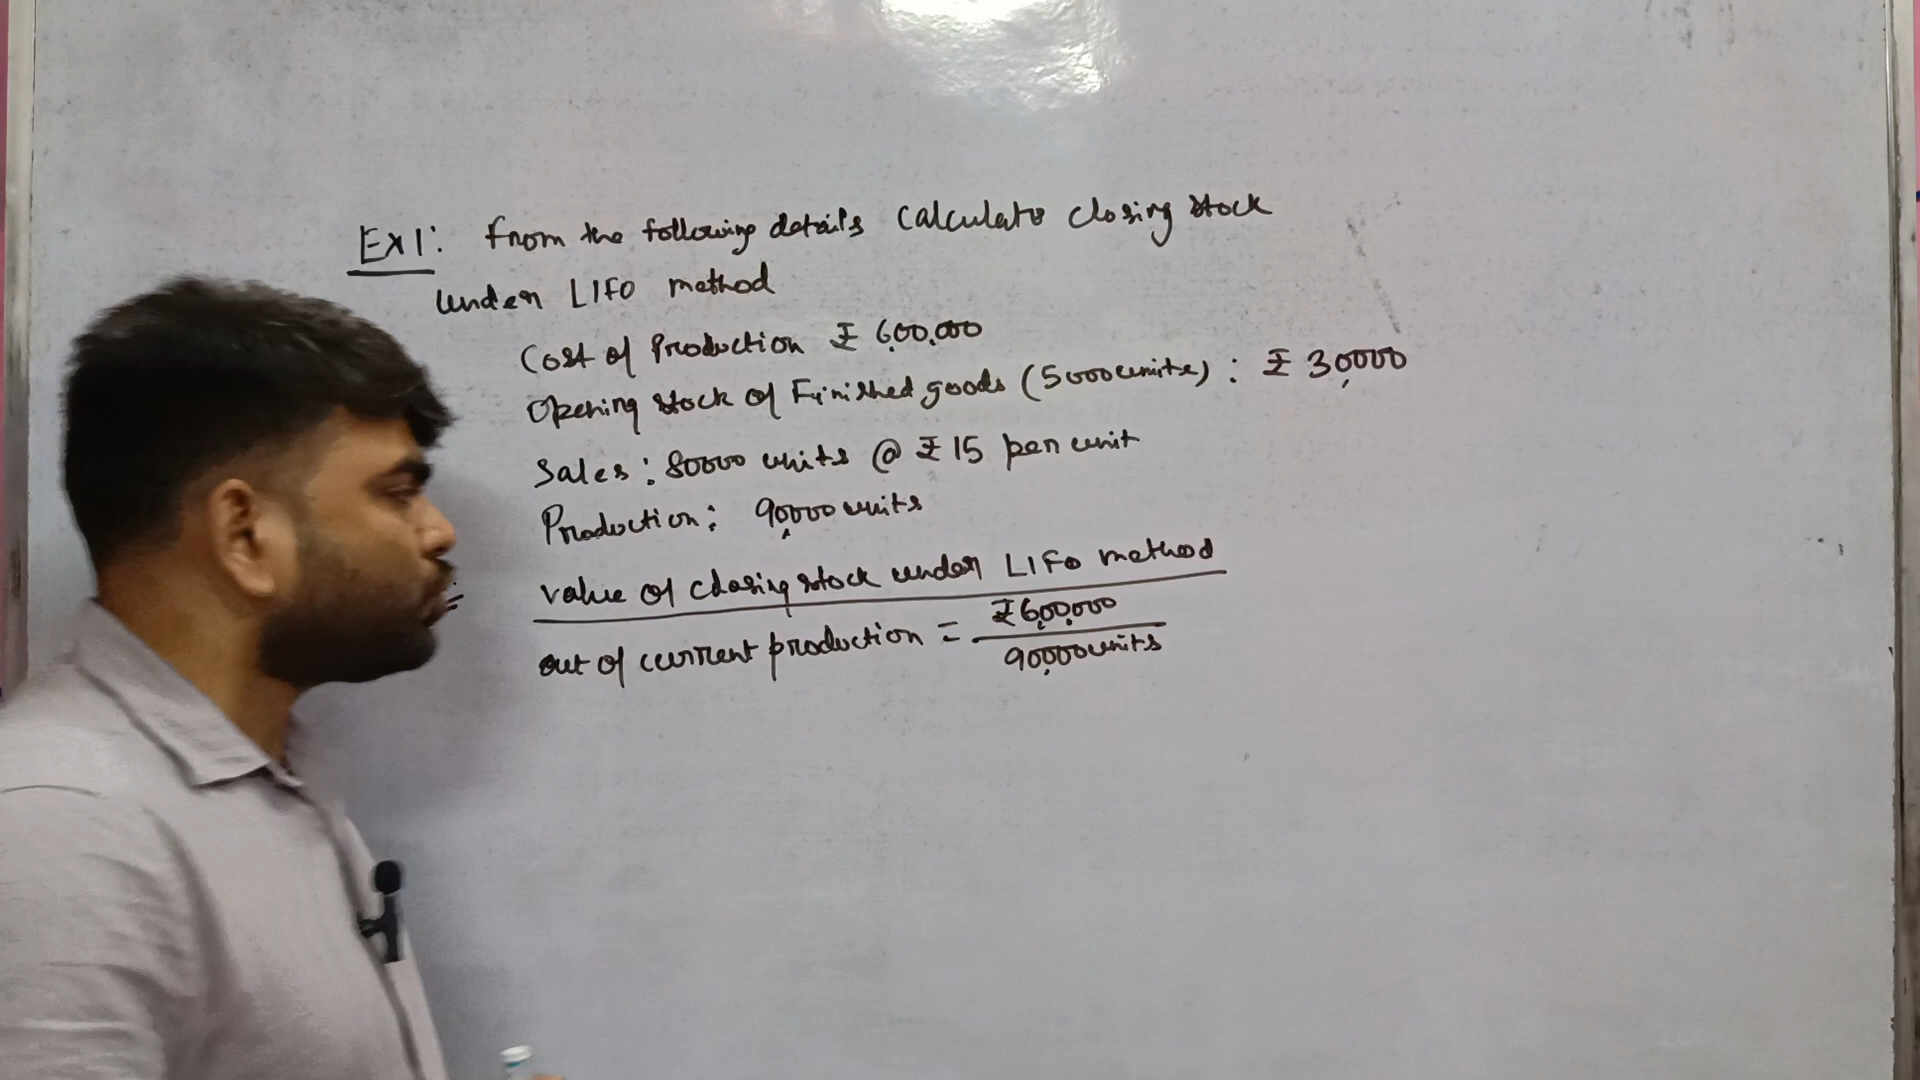 Ex1: From the following details calculate closing stock
under LIFO method
Cost of Production ₹ 6,00,000
Opening stock of Finished goods (5000 units) : ₹ 30,000
Sales : 80000 units @ ₹ 15 per unit
Production : 90,000 units
value of closing stock under LIFO method
out of current production = ₹6,00,000
90,000 units